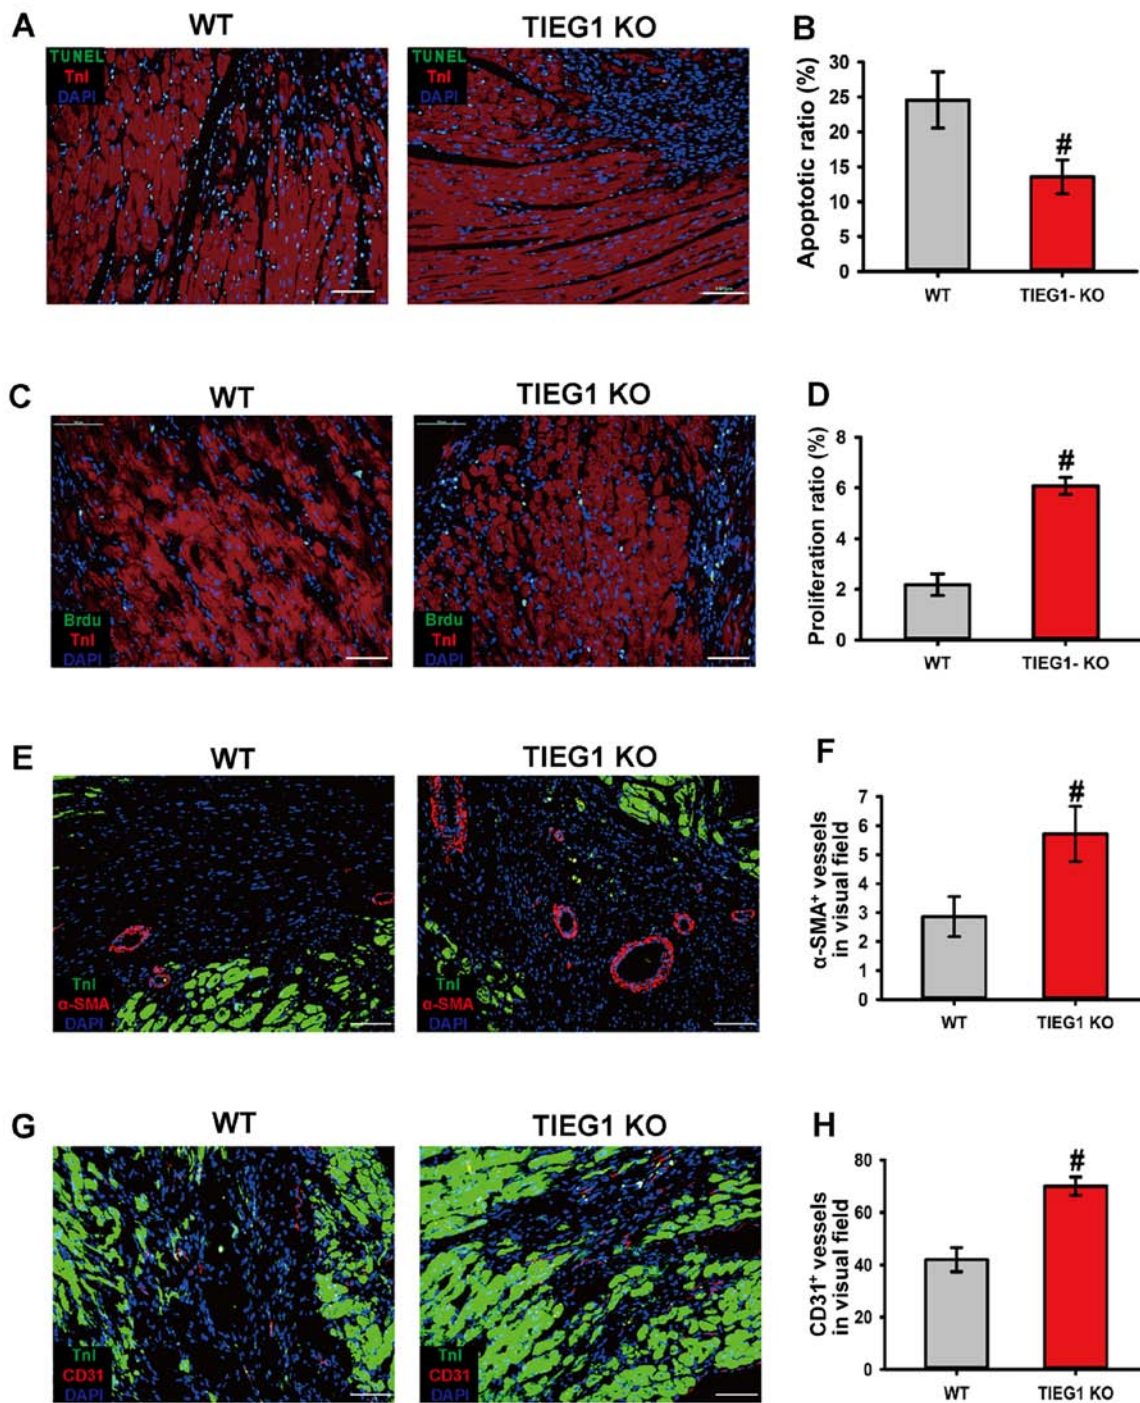 A
WT
TIEG1 KO
TUNEL
TnI
DAPI
TUNEL
TnI
DAPI
B
Apoptotic ratio (%)
30
25
20
15
10
5
0
#
WT
TIEG1- KO
C
WT
TIEG1 KO
Brdu
TnI
DAPI
Brdu
TnI
DAPI
D
Proliferation ratio (%)
8
6
4
2
0
#
WT
TIEG1- KO
E
WT
TIEG1 KO
TnI
α-SMA
DAPI
TnI
α-SMA
DAPI
F
α-SMA⁺ vessels
in visual field
7
6
5
4
3
2
1
0
#
WT
TIEG1 KO
G
WT
TIEG1 KO
TnI
CD31
DAPI
TnI
CD31
DAPI
H
CD31⁺ vessels
in visual field
80
60
40
20
0
#
WT
TIEG1 KO